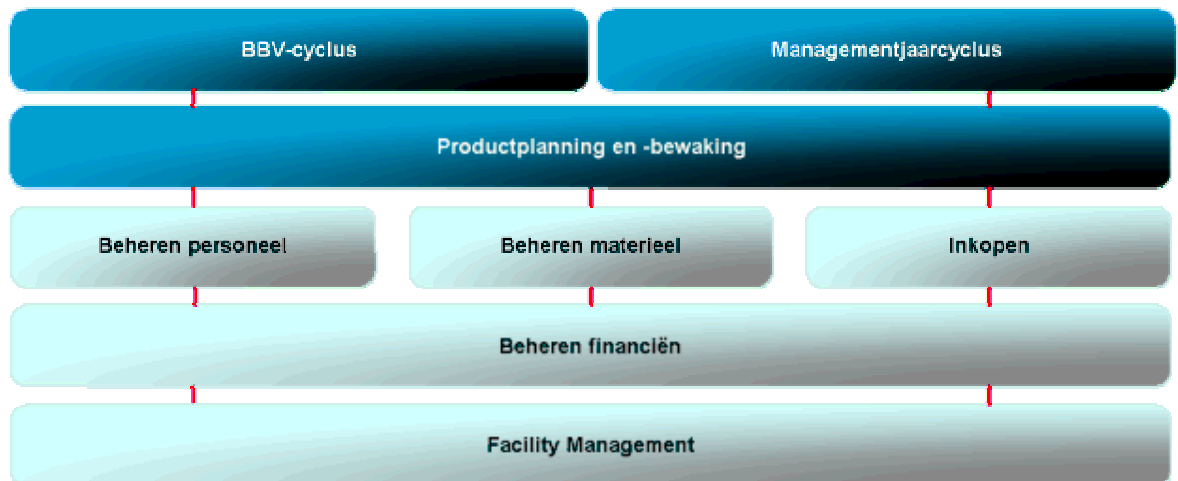 BBV-cyclus
Managementjaarcyclus
Productplanning en -bewaking
Beheren personeel
Beheren materieel
Inkopen
Beheren financiën
Facility Management